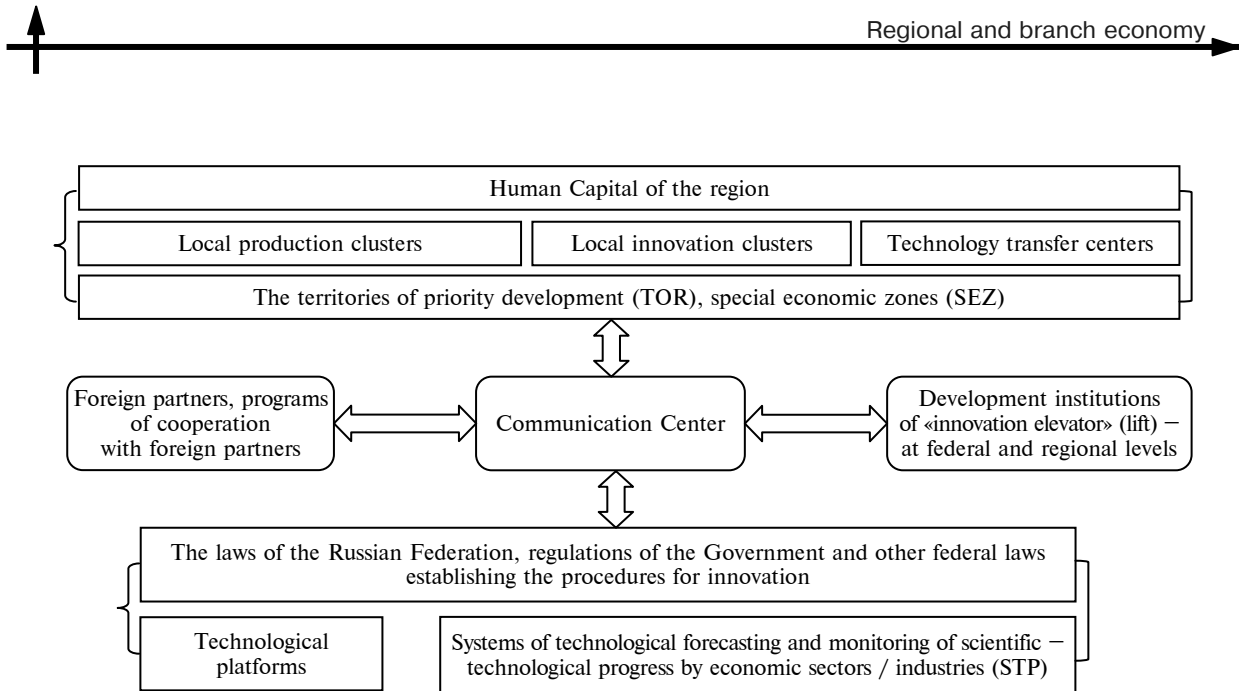 Regional and branch economy
Human Capital of the region
Local production clusters
Local innovation clusters
Technology transfer centers
The territories of priority development (TOR), special economic zones (SEZ)
Foreign partners, programs
of cooperation
with foreign partners
Communication Center
Development institutions
of «innovation elevator» (lift) –
at federal and regional levels
The laws of the Russian Federation, regulations of the Government and other federal laws
establishing the procedures for innovation
Technological
platforms
Systems of technological forecasting and monitoring of scientific –
technological progress by economic sectors / industries (STP)